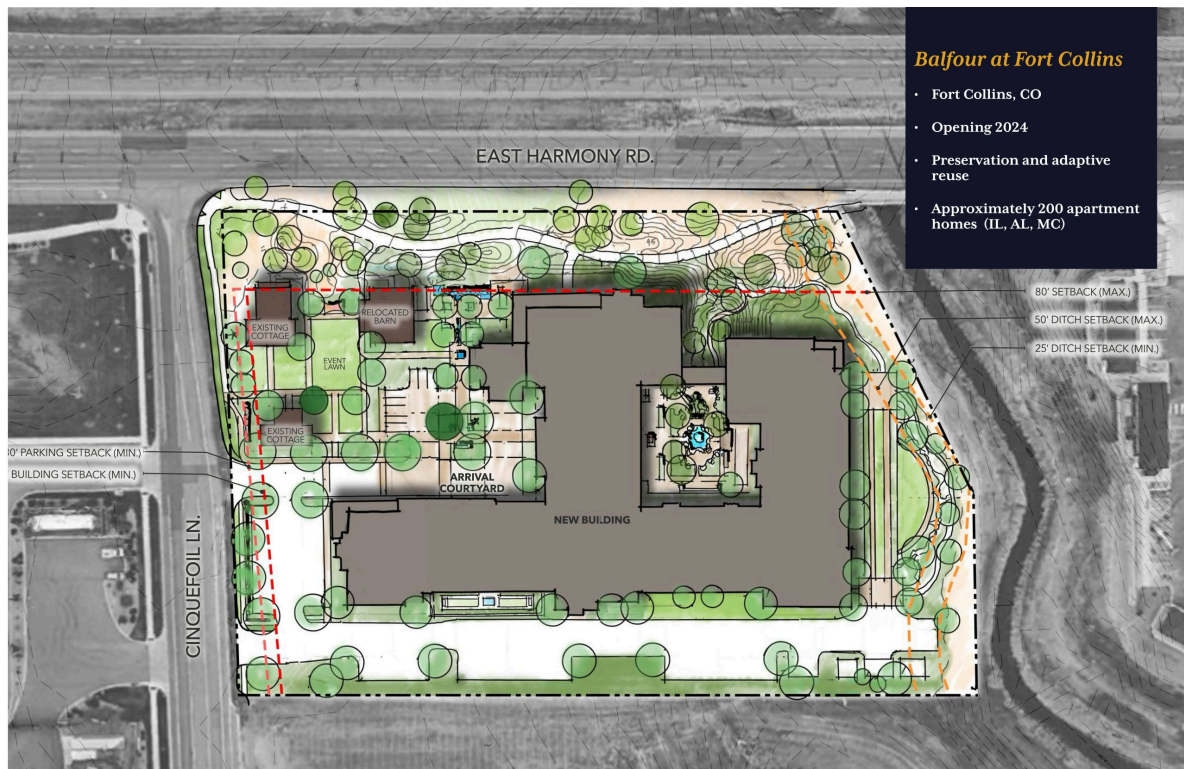 Balfour at Fort Collins
• Fort Collins, CO
• Opening 2024
• Preservation and adaptive
reuse
• Approximately 200 apartment
homes (IL, AL, MC)
EAST HARMONY RD.
80' SETBACK (MAX.)
50' DITCH SETBACK (MAX.)
25' DITCH SETBACK (MIN.)
EXISTING
COTTAGE
RELOCATED
BARN
EVENT
LAWN
EXISTING
COTTAGE
0' PARKING SETBACK (MIN.)
BUILDING SETBACK (MIN.)
ARRIVAL
COURTYARD
NEW BUILDING
CINQUEFOIL LN.